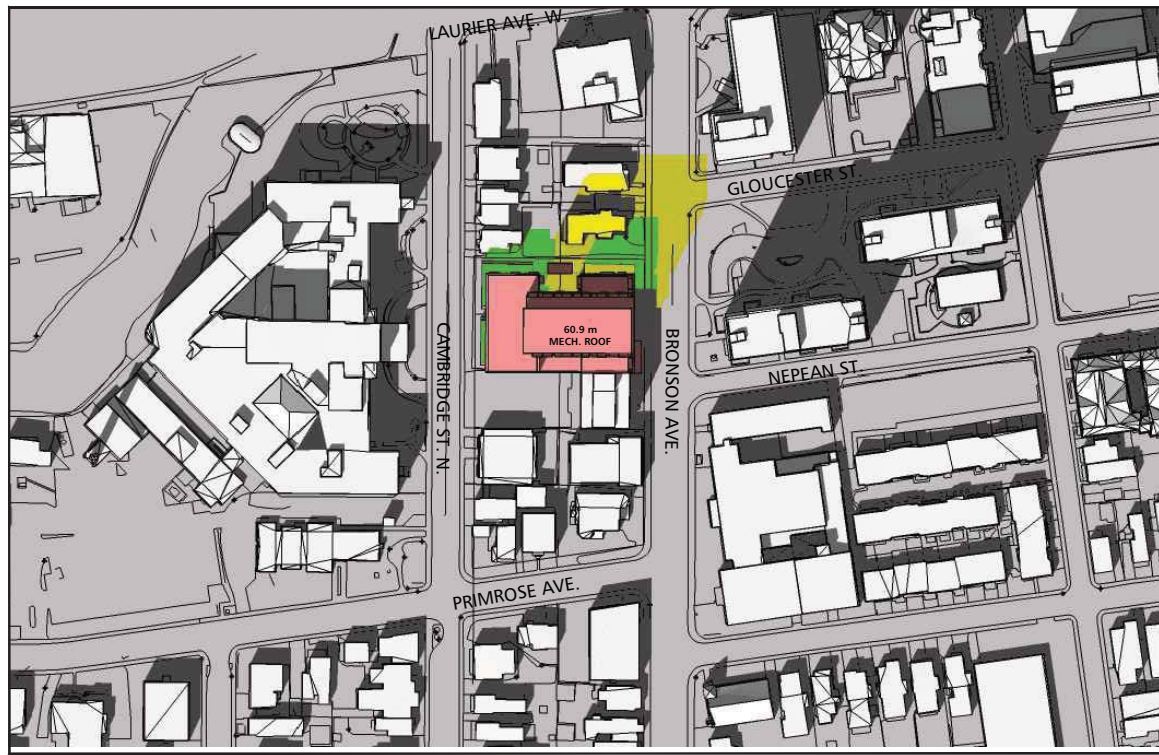 LAURIER AVE. W.
GLOUCESTER ST.
60.9 m
MECH. ROOF
CAMBRIDGE ST. N.
BRONSON AVE.
NEPEAN ST.
PRIMROSE AVE.